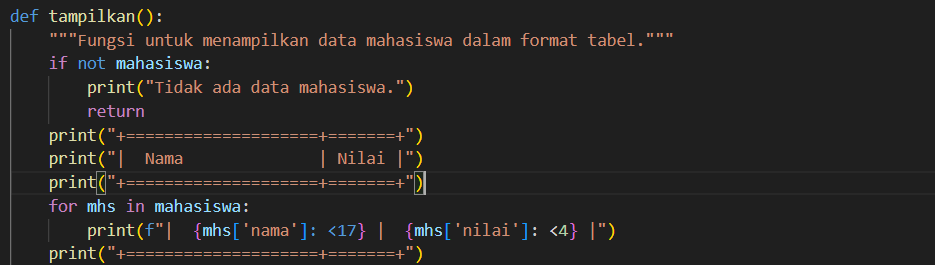 def tampilkan():
    """Fungsi untuk menampilkan data mahasiswa dalam format tabel."""
    if not mahasiswa:
        print("Tidak ada data mahasiswa.")
        return
    print("+====================+=======+")
    print("|  Nama              | Nilai |")
    print("+====================+=======+")
    for mhs in mahasiswa:
        print(f"|  {mhs['nama']: <17} |  {mhs['nilai']: <4} |")
    print("+====================+=======+")